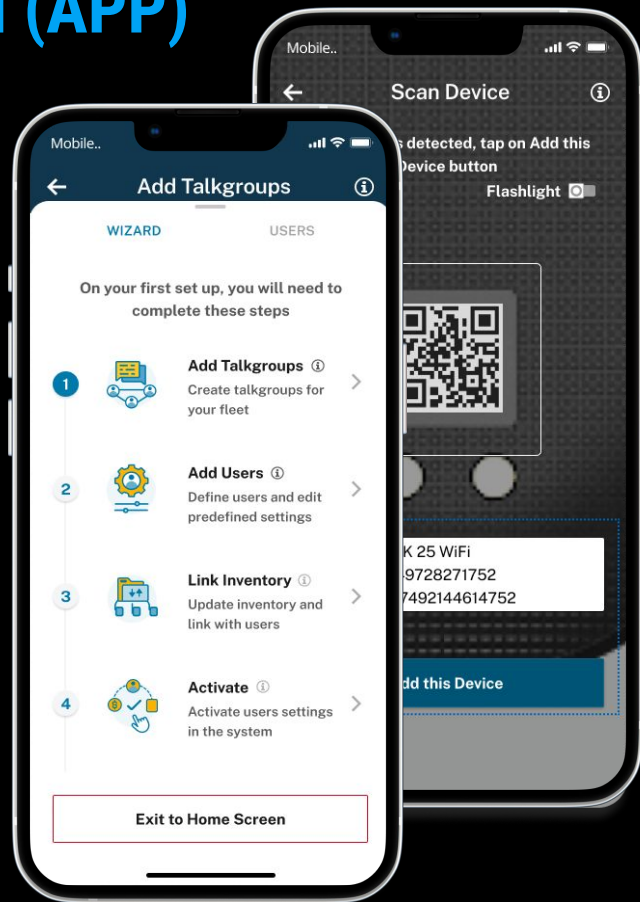 (APP)
Mobile..
Scan Device
s detected, tap on Add this
Device button
Flashlight
K 25 WiFi
9728271752
7492144614752
dd this Device
Mobile..
Add Talkgroups
WIZARD
USERS
On your first set up, you will need to
complete these steps
1
Add Talkgroups
Create talkgroups for
your fleet
2
Add Users
Define users and edit
predefined settings
3
Link Inventory
Update inventory and
link with users
4
Activate
Activate users settings
in the system
Exit to Home Screen